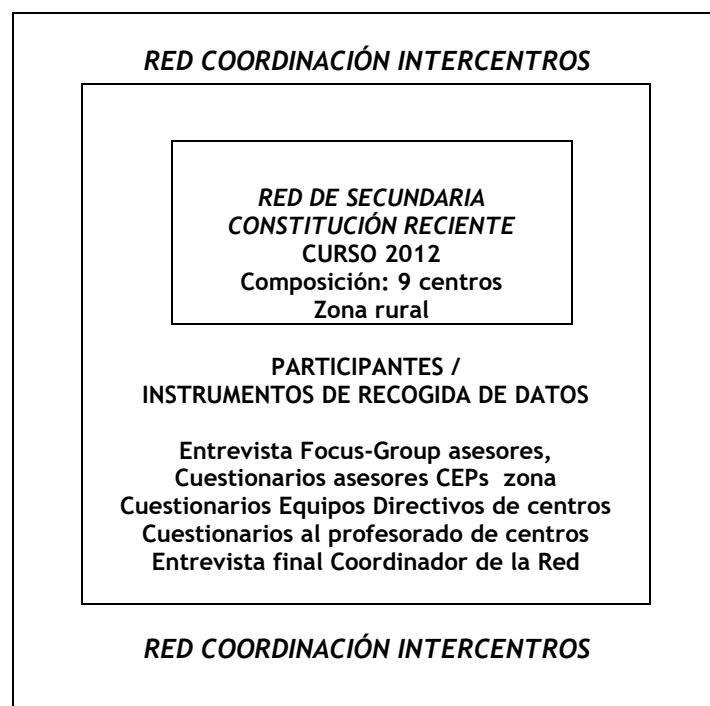 RED COORDINACIÓN INTERCENTROS
RED DE SECUNDARIA
CONSTITUCIÓN RECIENTE
CURSO 2012
Composición: 9 centros
Zona rural
PARTICIPANTES /
INSTRUMENTOS DE RECOGIDA DE DATOS
Entrevista Focus-Group asesores,
Cuestionarios asesores CEPs zona
Cuestionarios Equipos Directivos de centros
Cuestionarios al profesorado de centros
Entrevista final Coordinador de la Red
RED COORDINACIÓN INTERCENTROS